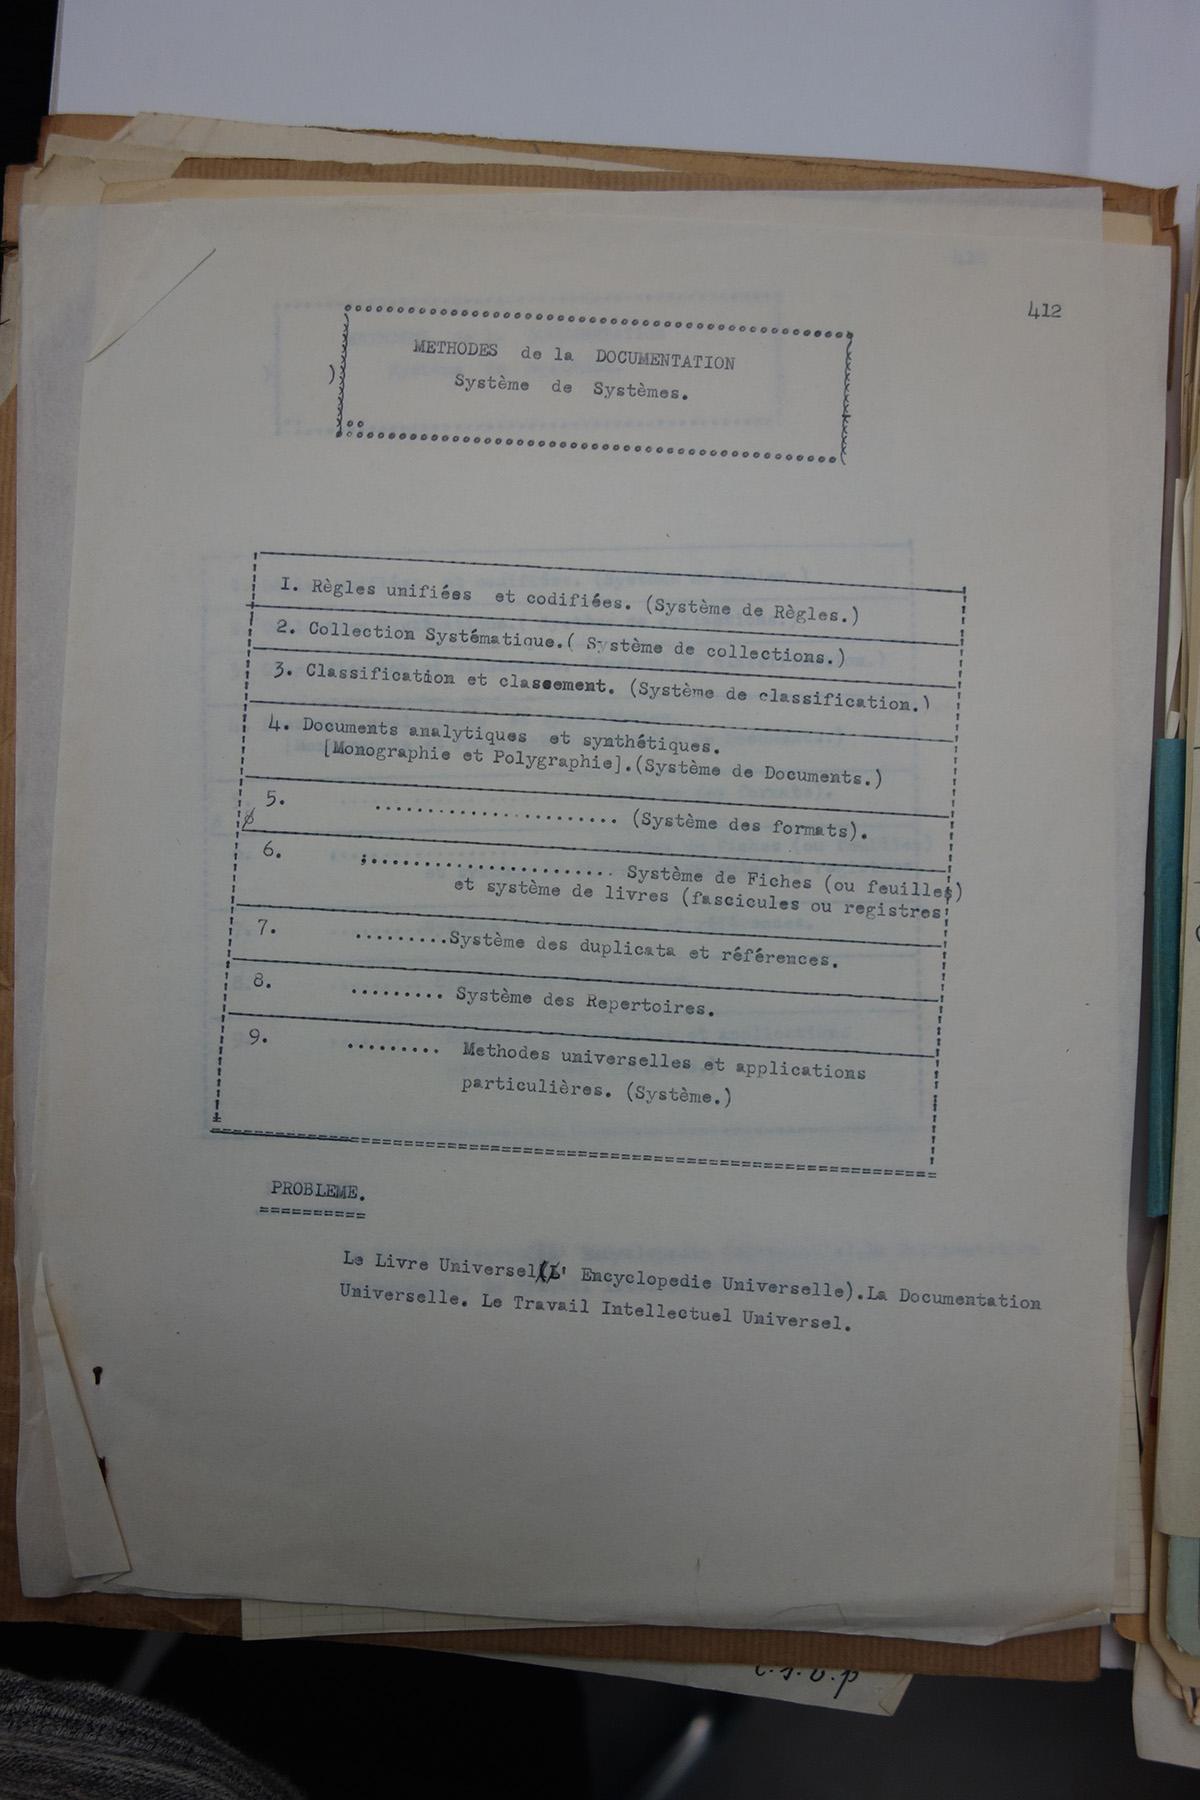 412
METHODES de la DOCUMENTATION
) Système de Systèmes.
1. Règles unifiées et codifiées. (Système de Règles.)
2. Collection Systématique.( Système de collections.)
3. Classification et classement. (Système de classification.)
4. Documents analytiques et synthétiques.
[Monographie et Polygraphie].(Système de Documents.)
5. ...................... (Système des formats).
6. ;....................... Système de Fiches (ou feuilles)
et système de livres (fascicules ou registres
7. .........Système des duplicata et références.
8. ......... Système des Repertoires.
9. ......... Methodes universelles et applications
particulières. (Système.)
PROBLEME.
==========
Le Livre Universel(L' Encyclopedie Universelle).La Documentation
Universelle. Le Travail Intellectuel Universel.